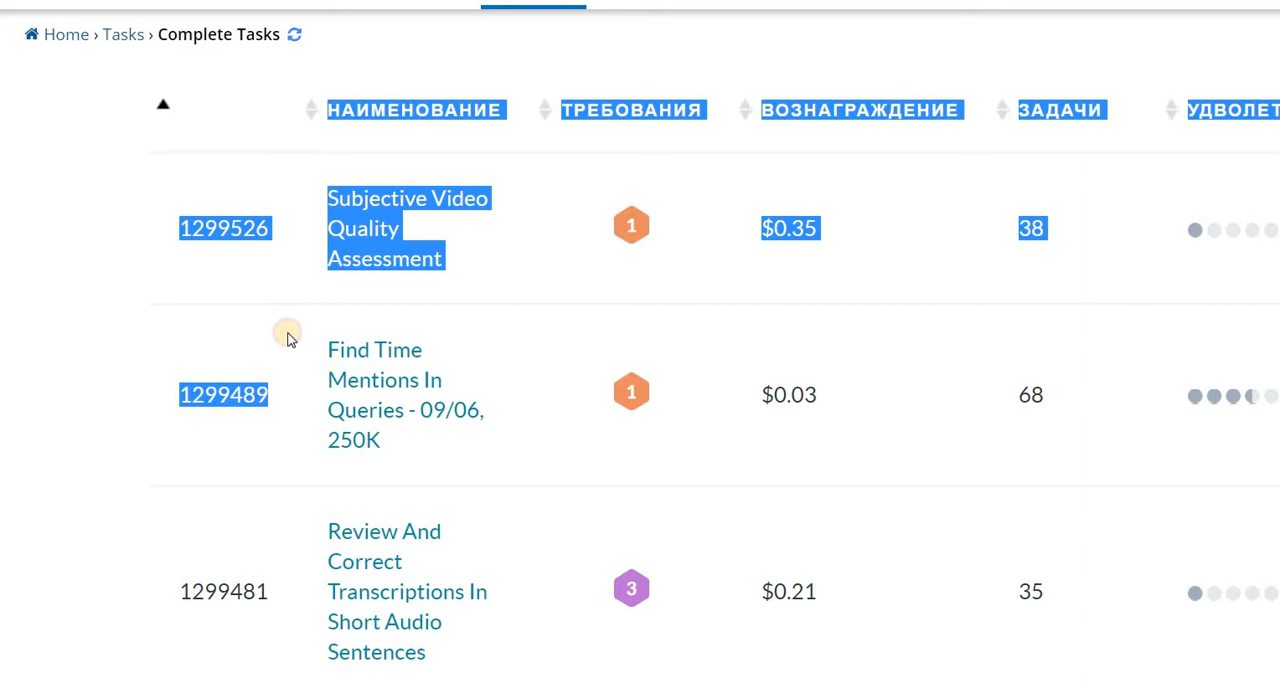 Home › Tasks › Complete Tasks
НАИМЕНОВАНИЕ ТРЕБОВАНИЯ ВОЗНАГРАЖДЕНИЕ ЗАДАЧИ УДВОЛЕТ
Subjective Video
1299526 Quality 1 $0.35 38
Assessment
Find Time
Mentions In
1299489 1 $0.03 68
Queries - 09/06,
250K
Review And
Correct
1299481 Transcriptions In 3 $0.21 35
Short Audio
Sentences